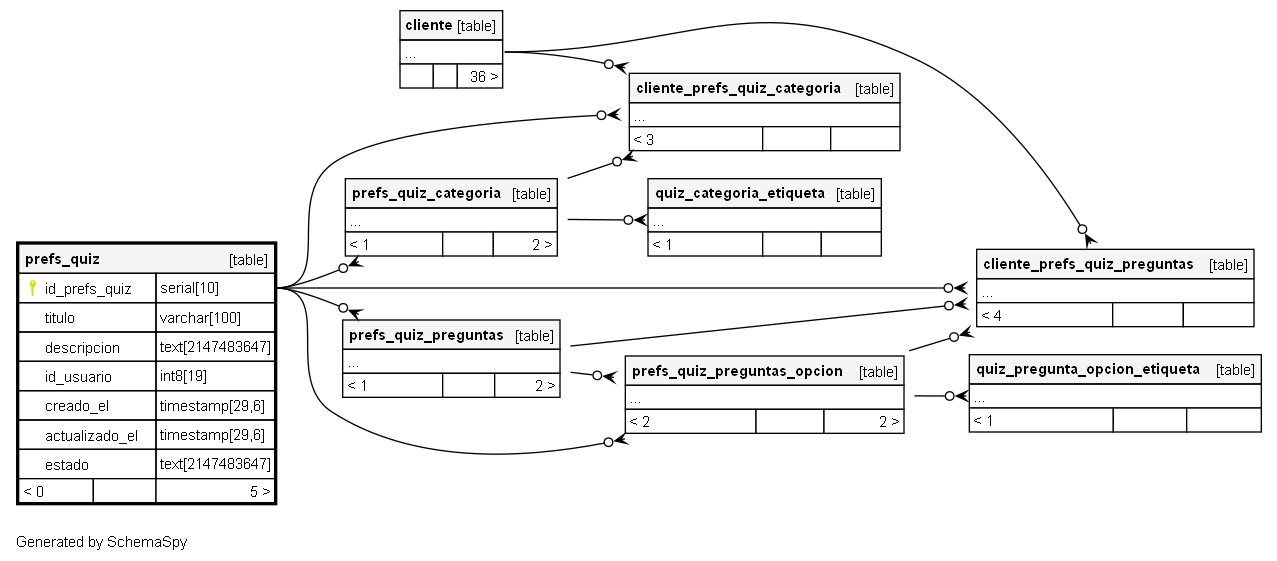 cliente [table]
...
36 >
cliente_prefs_quiz_categoria [table]
...
< 3
prefs_quiz_categoria [table]
...
< 1 2 >
quiz_categoria_etiqueta [table]
...
< 1
prefs_quiz [table]
id_prefs_quiz serial[10]
titulo varchar[100]
descripcion text[2147483647]
id_usuario int8[19]
creado_el timestamp[29,6]
actualizado_el timestamp[29,6]
estado text[2147483647]
< 0 5 >
cliente_prefs_quiz_preguntas [table]
...
< 4
prefs_quiz_preguntas [table]
...
< 1 2 >
prefs_quiz_preguntas_opcion [table]
...
< 2 2 >
quiz_pregunta_opcion_etiqueta [table]
...
< 1
Generated by SchemaSpy